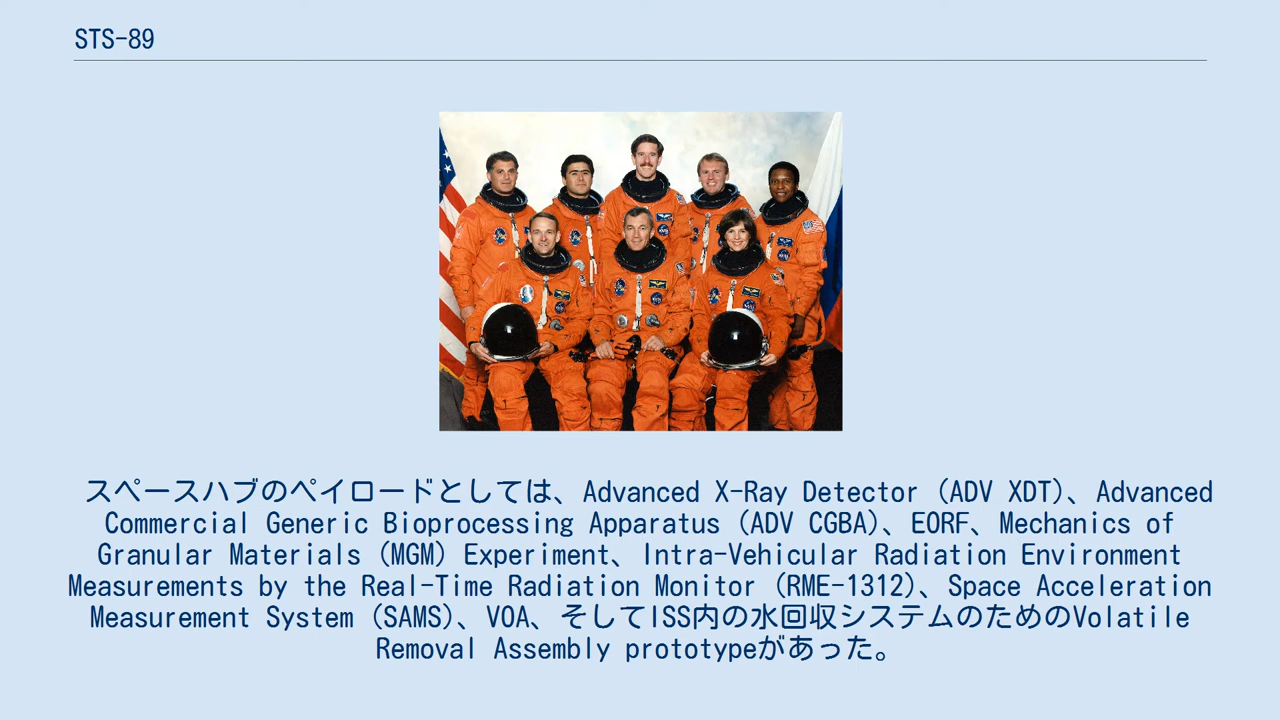 STS-89
スペースハブのペイロードとしては、Advanced X-Ray Detector (ADV XDT)、Advanced
Commercial Generic Bioprocessing Apparatus (ADV CGBA)、EORF、Mechanics of
Granular Materials (MGM) Experiment、Intra-Vehicular Radiation Environment
Measurements by the Real-Time Radiation Monitor (RME-1312)、Space Acceleration
Measurement System (SAMS)、VOA、そしてISS内の水回収システムのためのVolatile
Removal Assembly prototypeがあった。